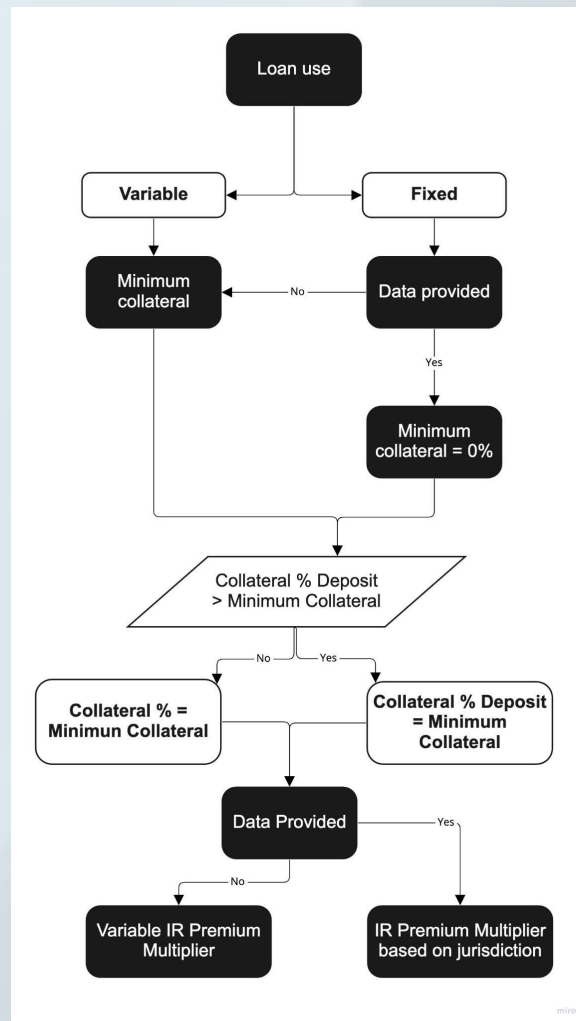 Loan use
Variable
Fixed
Minimum
collateral
No
Data provided
Yes
Minimum
collateral = 0%
Collateral % Deposit
> Minimum Collateral
No
Yes
Collateral % =
Minimun Collateral
Collateral % Deposit
= Minimum
Collateral
Data Provided
Yes
No
Variable IR Premium
Multiplier
IR Premium Multiplier
based on jurisdiction
miro